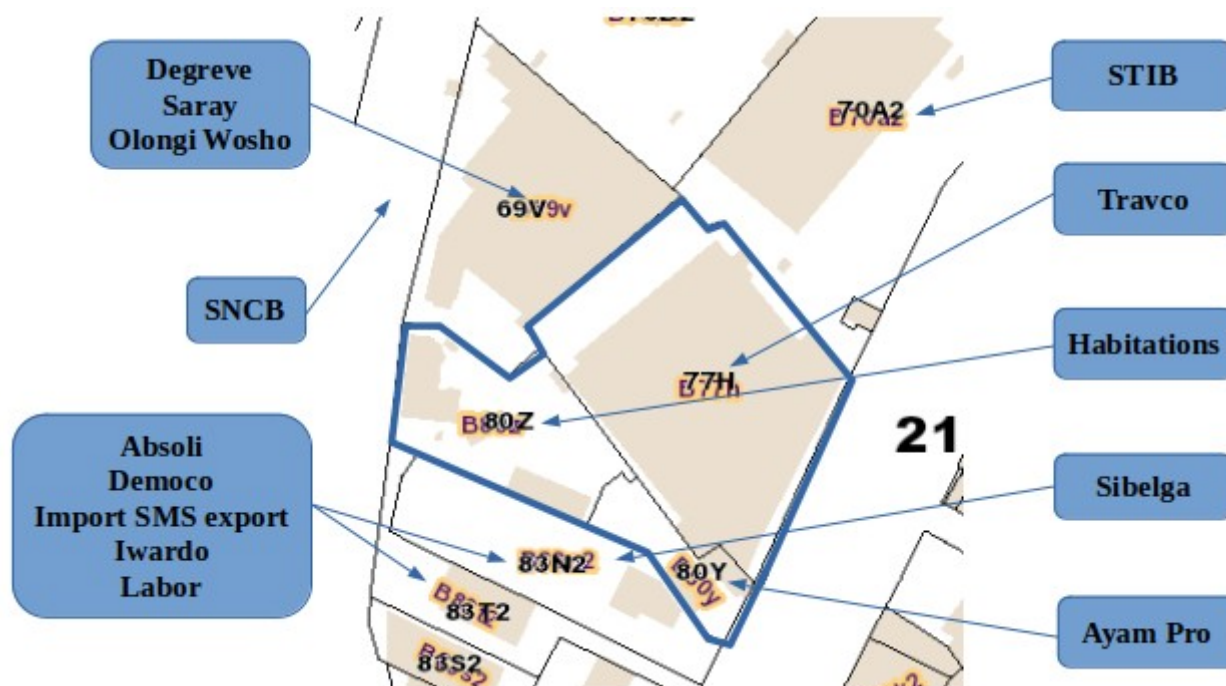 Degreve
Saray
Olongi Wosho
STIB
70A2
Travco
69V
SNCB
Habitations
77H
80Z
21
Absoli
Democo
Import SMS export
Iwardo
Labor
Sibelga
83N2
80Y
83T2
83S2
Ayam Pro